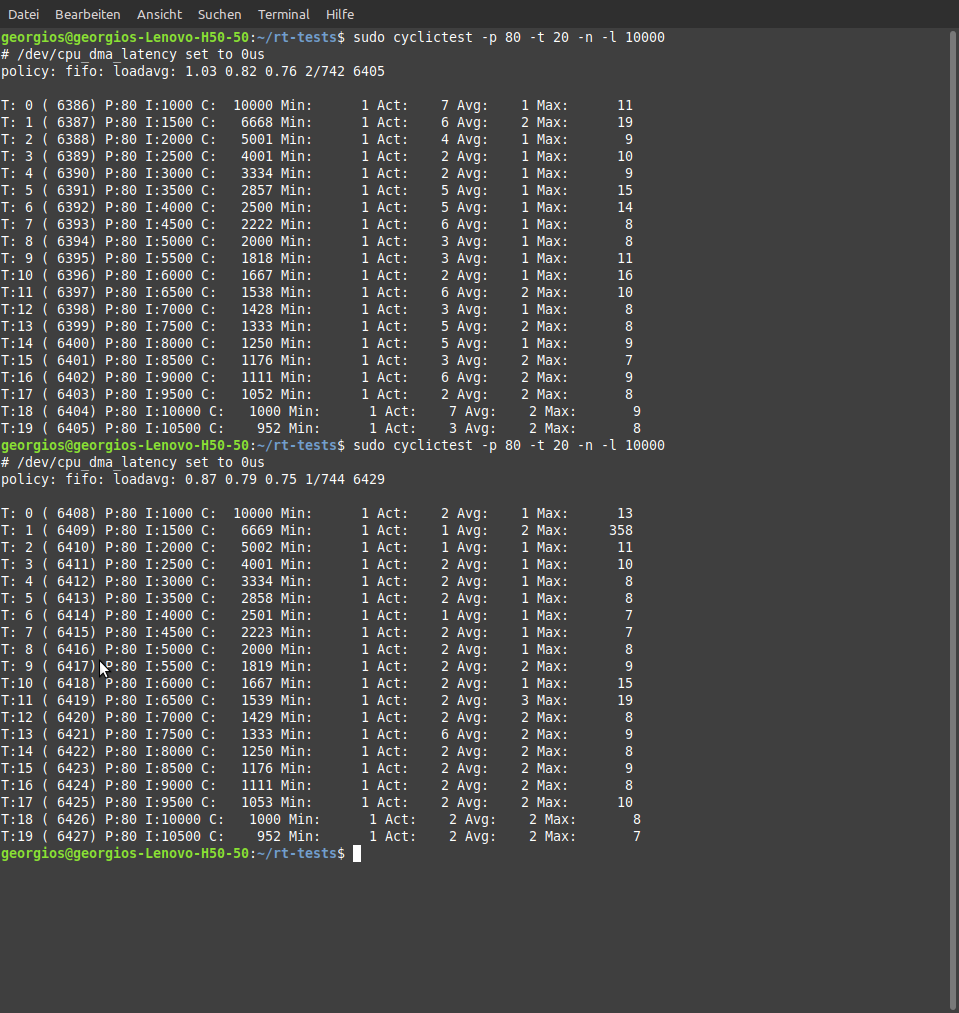 Datei Bearbeiten Ansicht Suchen Terminal Hilfe
georgios@georgios-Lenovo-H50-50:~/rt-tests$ sudo cyclictest -p 80 -t 20 -n -l 10000
# /dev/cpu_dma_latency set to 0us
policy: fifo: loadavg: 1.03 0.82 0.76 2/742 6405
T: 0 ( 6386) P:80 I:1000 C:  10000 Min:      1 Act:    7 Avg:    1 Max:      11
T: 1 ( 6387) P:80 I:1500 C:   6668 Min:      1 Act:    6 Avg:    2 Max:      19
T: 2 ( 6388) P:80 I:2000 C:   5001 Min:      1 Act:    4 Avg:    1 Max:       9
T: 3 ( 6389) P:80 I:2500 C:   4001 Min:      1 Act:    2 Avg:    1 Max:      10
T: 4 ( 6390) P:80 I:3000 C:   3334 Min:      1 Act:    2 Avg:    1 Max:       9
T: 5 ( 6391) P:80 I:3500 C:   2857 Min:      1 Act:    5 Avg:    1 Max:      15
T: 6 ( 6392) P:80 I:4000 C:   2500 Min:      1 Act:    5 Avg:    1 Max:      14
T: 7 ( 6393) P:80 I:4500 C:   2222 Min:      1 Act:    6 Avg:    1 Max:       8
T: 8 ( 6394) P:80 I:5000 C:   2000 Min:      1 Act:    3 Avg:    1 Max:       8
T: 9 ( 6395) P:80 I:5500 C:   1818 Min:      1 Act:    3 Avg:    1 Max:      11
T:10 ( 6396) P:80 I:6000 C:   1667 Min:      1 Act:    2 Avg:    1 Max:      16
T:11 ( 6397) P:80 I:6500 C:   1538 Min:      1 Act:    6 Avg:    2 Max:      10
T:12 ( 6398) P:80 I:7000 C:   1428 Min:      1 Act:    3 Avg:    1 Max:       8
T:13 ( 6399) P:80 I:7500 C:   1333 Min:      1 Act:    5 Avg:    2 Max:       8
T:14 ( 6400) P:80 I:8000 C:   1250 Min:      1 Act:    5 Avg:    1 Max:       9
T:15 ( 6401) P:80 I:8500 C:   1176 Min:      1 Act:    3 Avg:    2 Max:       7
T:16 ( 6402) P:80 I:9000 C:   1111 Min:      1 Act:    6 Avg:    2 Max:       9
T:17 ( 6403) P:80 I:9500 C:   1052 Min:      1 Act:    2 Avg:    2 Max:       8
T:18 ( 6404) P:80 I:10000 C:   1000 Min:      1 Act:    7 Avg:    2 Max:       9
T:19 ( 6405) P:80 I:10500 C:    952 Min:      1 Act:    3 Avg:    2 Max:       8
georgios@georgios-Lenovo-H50-50:~/rt-tests$ sudo cyclictest -p 80 -t 20 -n -l 10000
# /dev/cpu_dma_latency set to 0us
policy: fifo: loadavg: 0.87 0.79 0.75 1/744 6429
T: 0 ( 6408) P:80 I:1000 C:  10000 Min:      1 Act:    2 Avg:    1 Max:      13
T: 1 ( 6409) P:80 I:1500 C:   6669 Min:      1 Act:    1 Avg:    2 Max:     358
T: 2 ( 6410) P:80 I:2000 C:   5002 Min:      1 Act:    1 Avg:    1 Max:      11
T: 3 ( 6411) P:80 I:2500 C:   4001 Min:      1 Act:    2 Avg:    1 Max:      10
T: 4 ( 6412) P:80 I:3000 C:   3334 Min:      1 Act:    2 Avg:    1 Max:       8
T: 5 ( 6413) P:80 I:3500 C:   2858 Min:      1 Act:    2 Avg:    1 Max:       8
T: 6 ( 6414) P:80 I:4000 C:   2501 Min:      1 Act:    1 Avg:    1 Max:       7
T: 7 ( 6415) P:80 I:4500 C:   2223 Min:      1 Act:    2 Avg:    1 Max:       7
T: 8 ( 6416) P:80 I:5000 C:   2000 Min:      1 Act:    2 Avg:    1 Max:       8
T: 9 ( 6417) P:80 I:5500 C:   1819 Min:      1 Act:    2 Avg:    2 Max:       9
T:10 ( 6418) P:80 I:6000 C:   1667 Min:      1 Act:    2 Avg:    1 Max:      15
T:11 ( 6419) P:80 I:6500 C:   1539 Min:      1 Act:    2 Avg:    3 Max:      19
T:12 ( 6420) P:80 I:7000 C:   1429 Min:      1 Act:    2 Avg:    2 Max:       8
T:13 ( 6421) P:80 I:7500 C:   1333 Min:      1 Act:    6 Avg:    2 Max:       9
T:14 ( 6422) P:80 I:8000 C:   1250 Min:      1 Act:    2 Avg:    2 Max:       8
T:15 ( 6423) P:80 I:8500 C:   1176 Min:      1 Act:    2 Avg:    2 Max:       9
T:16 ( 6424) P:80 I:9000 C:   1111 Min:      1 Act:    2 Avg:    2 Max:       8
T:17 ( 6425) P:80 I:9500 C:   1053 Min:      1 Act:    2 Avg:    2 Max:      10
T:18 ( 6426) P:80 I:10000 C:   1000 Min:      1 Act:    2 Avg:    2 Max:       8
T:19 ( 6427) P:80 I:10500 C:    952 Min:      1 Act:    2 Avg:    2 Max:       7
georgios@georgios-Lenovo-H50-50:~/rt-tests$